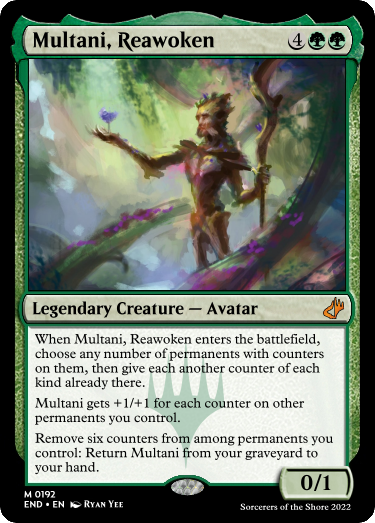 Multani, Reawoken 4
Legendary Creature — Avatar
When Multani, Reawoken enters the battlefield,
choose any number of permanents with counters
on them, then give each another counter of each
kind already there.
Multani gets +1/+1 for each counter on other
permanents you control.
Remove six counters from among permanents you
control: Return Multani from your graveyard to
your hand.
0/1
M 0192
END • EN Ryan Yee
Sorcerers of the Shore 2022